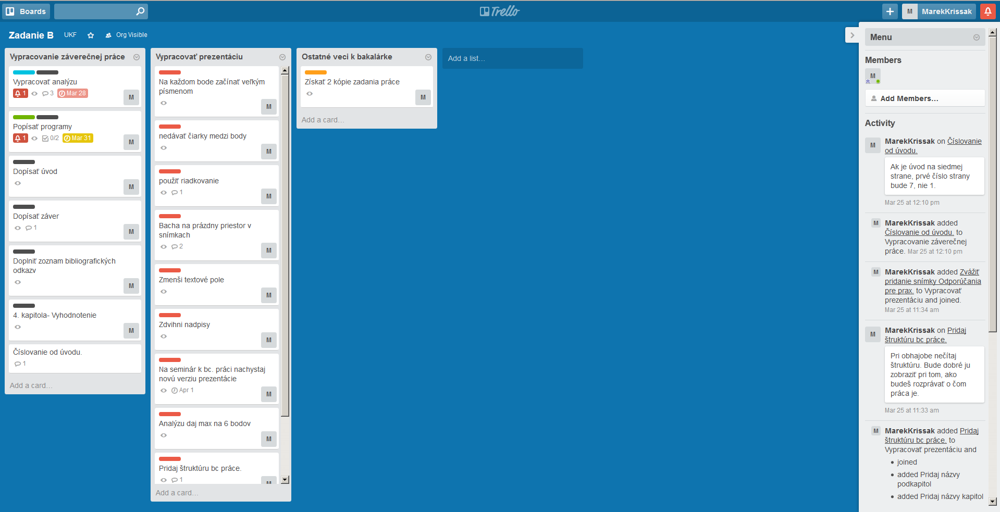 Boards
Trello
M MarekKrissak
Zadanie B UKF Org Visible
Vypracovanie záverečnej práce
Vypracovať analýzu
1 3 Mar 28
M
Popísať programy
1 0/2 Mar 31
M
Dopísať úvod
M
Dopísať záver
1
M
Doplniť zoznam bibliografických
odkazv
M
4. kapitola- Vyhodnotenie
M
Číslovanie od úvodu.
1
Add a card...
Vypracovať prezentáciu
Na každom bode začínať veľkým
písmenom
M
nedávať čiarky medzi body
M
použiť riadkovanie
1
M
Bacha na prázdny priestor v
snímkach
2
M
Zmenši textové pole
M
Zdvihni nadpisy
M
Na seminár k bc. práci nachystaj
novú verziu prezentácie
Apr 1
M
Analýzu daj max na 6 bodov
M
Pridaj štruktúru bc práce.
1
M
Add a card...
Ostatné veci k bakalárke
Získať 2 kópie zadania práce
M
Add a card...
Add a list...
Menu
Members
M
Add Members...
Activity
M
MarekKrissak on Číslovanie
od úvodu.
Ak je úvod na siedmej
strane, prvé číslo strany
bude 7, nie 1.
Mar 25 at 12:10 pm
M
MarekKrissak added
Číslovanie od úvodu. to
Vypracovanie záverečnej
práce. Mar 25 at 12:10 pm
M
MarekKrissak added Zvážiť
pridanie snímky Odporúčania
pre prax. to Vypracovať
prezentáciu and joined.
Mar 25 at 11:34 am
M
MarekKrissak on Pridaj
štruktúru bc práce.
Pri obhajobe nečítaj
štruktúru. Bude dobré ju
zobraziť pri tom, ako
budeš rozprávať o čom
práca je.
Mar 25 at 11:33 am
M
MarekKrissak added Pridaj
štruktúru bc práce. to
Vypracovať prezentáciu and
• joined
• added Pridaj názvy
podkapitol
• added Pridaj názvy kapitol